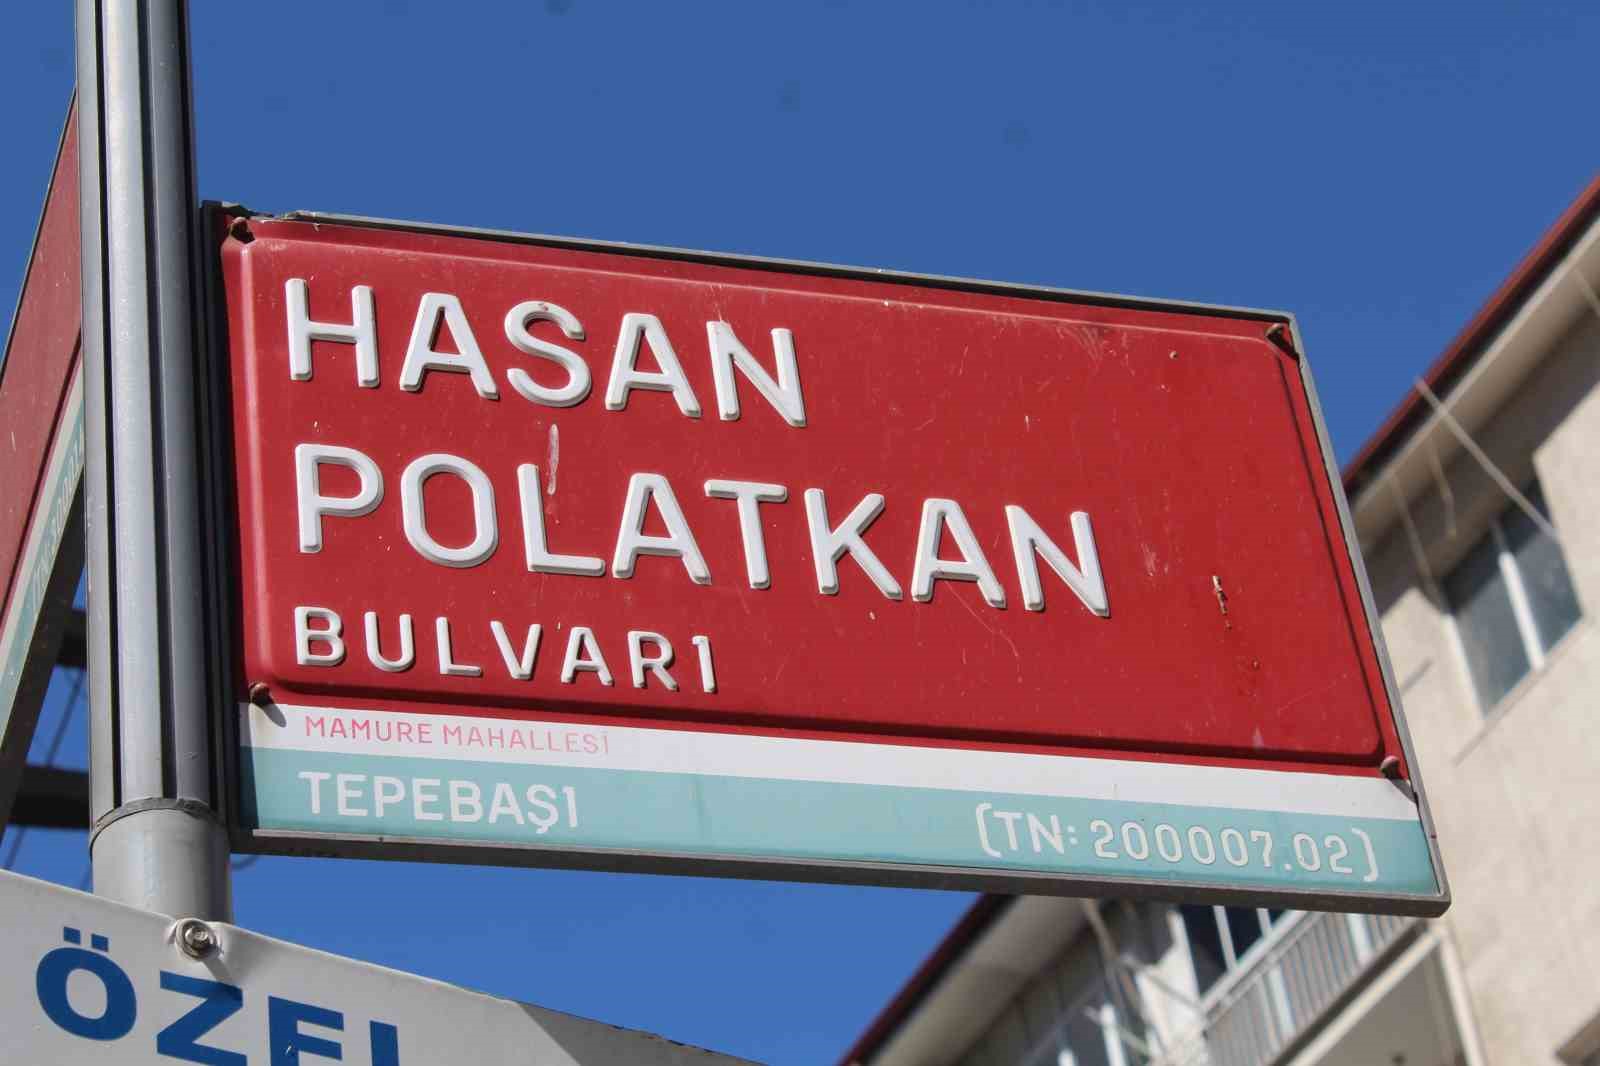 HASAN
POLATKAN
BULVARI
MAMURE MAHALLESİ
TEPEBAŞI
(TN: 200007.02)
ÖZEL